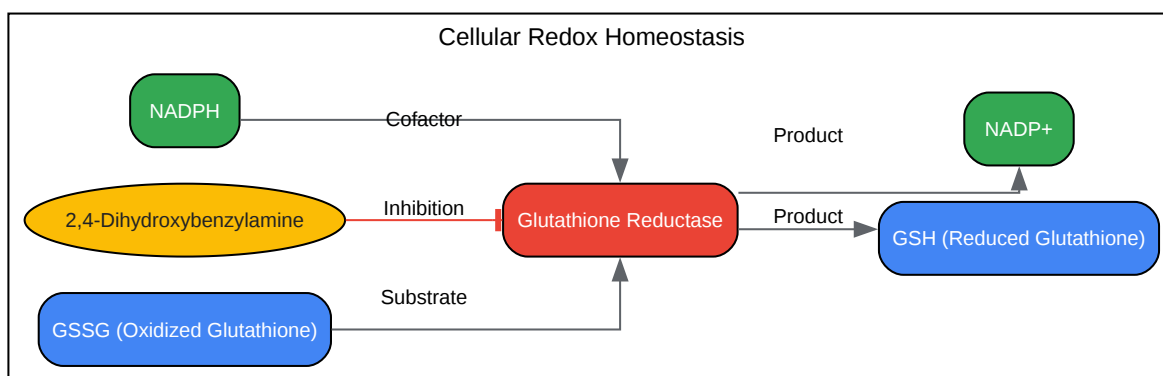 Cellular Redox Homeostasis
NADPH
Cofactor
Product
NADP+
2,4-Dihydroxybenzylamine
Inhibition
Glutathione Reductase
Product
GSH (Reduced Glutathione)
Substrate
GSSG (Oxidized Glutathione)